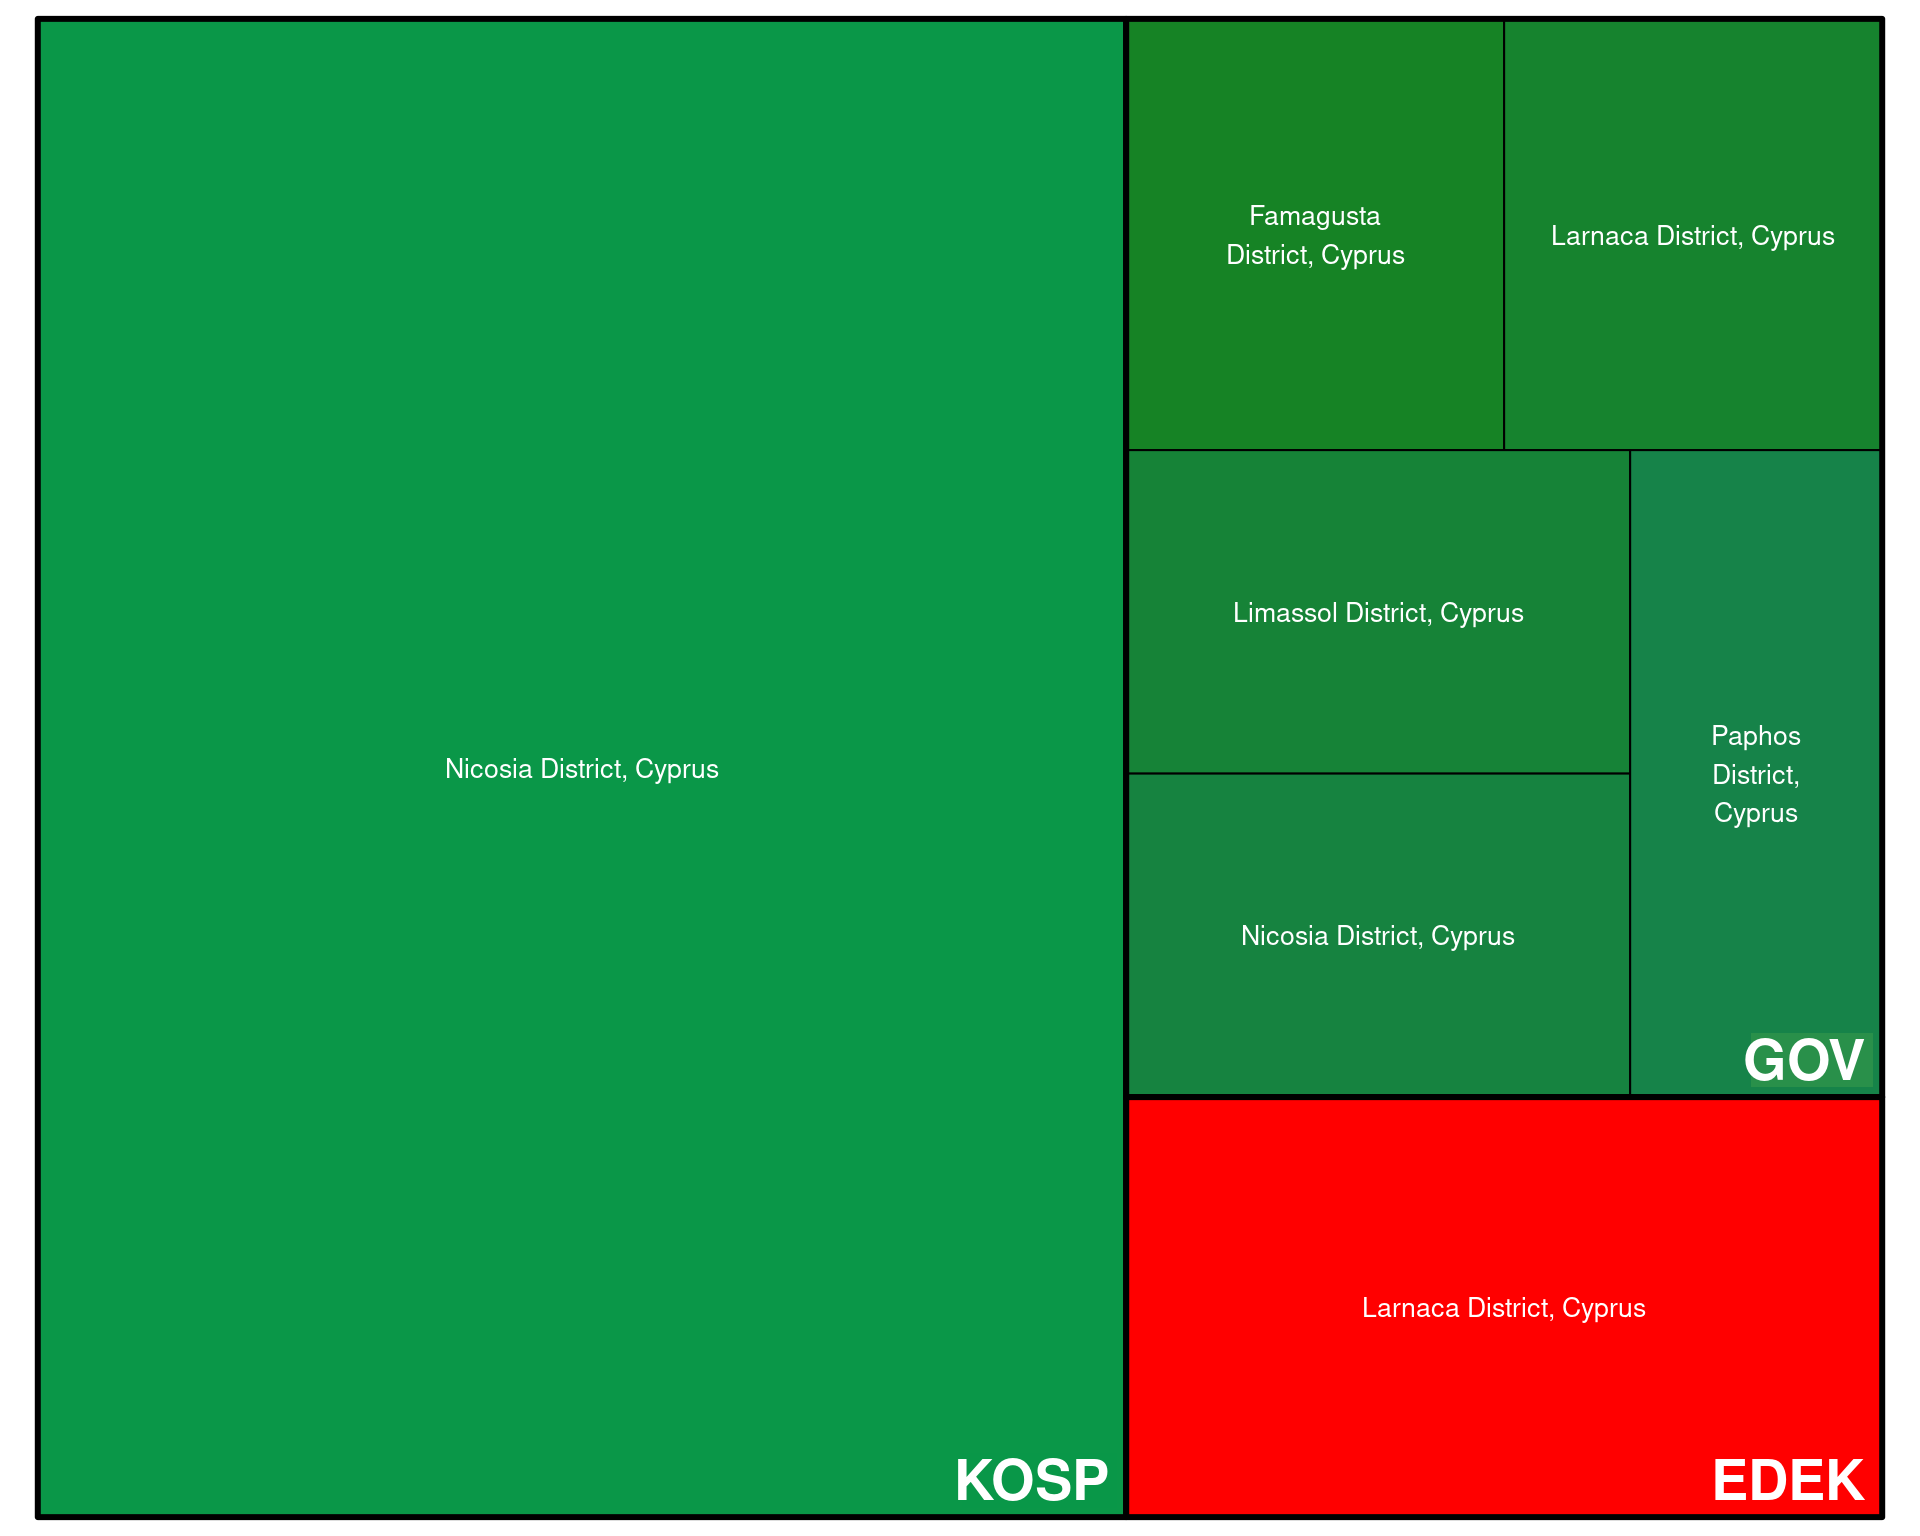 Nicosia District, Cyprus
KOSP
Famagusta
District, Cyprus
Larnaca District, Cyprus
Limassol District, Cyprus
Nicosia District, Cyprus
Paphos
District,
Cyprus
GOV
Larnaca District, Cyprus
EDEK